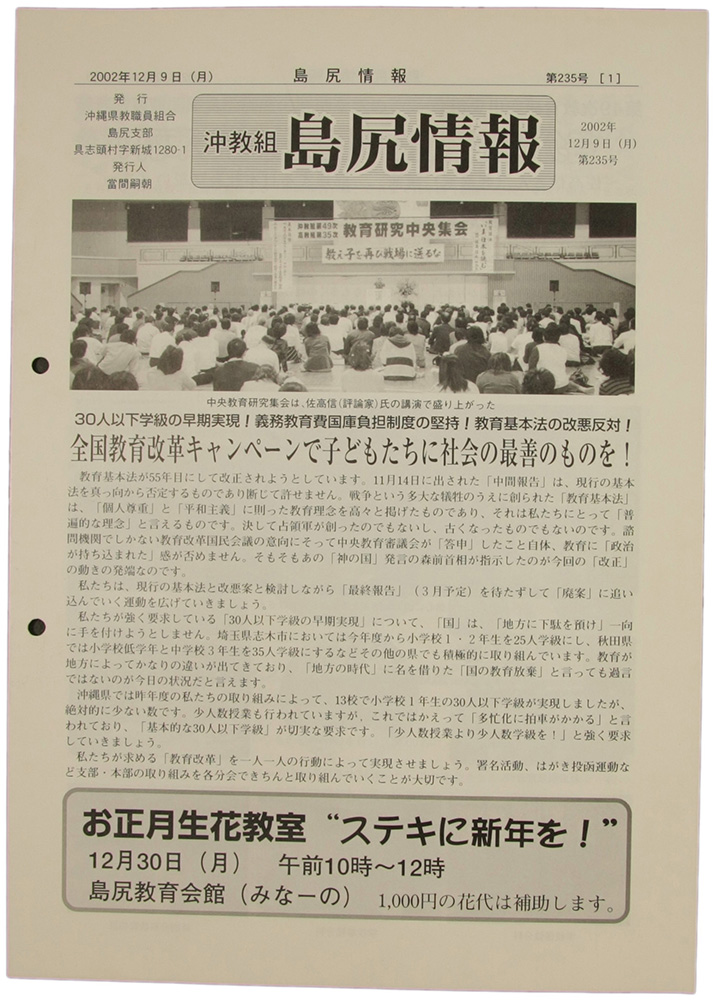 2002年12月9日（月）　島尻情報　第235号［1］
発行
沖縄県教職員組合
島尻支部
具志頭村字新城1280-1
発行人
當間嗣朝
沖教組 島尻情報
2002年
12月9日（月）
第235号
沖教組第49次
高教組第35次
教育研究中央集会
教え子を再び戦場に送るな
中央教育研究集会は、佐高信（評論家）氏の講演で盛り上がった
30人以下学級の早期実現！義務教育費国庫負担制度の堅持！教育基本法の改悪反対！
全国教育改革キャンペーンで子どもたちに社会の最善のものを！
教育基本法が55年目にして改正されようとしています。11月14日に出された「中間報告」は、現行の基本
法を真っ向から否定するものであり断じて許せません。戦争という多大な犠牲のうえに創られた「教育基本法」
は、「個人尊重」と「平和主義」に則った教育理念を高々と掲げたものであり、それは私たちにとって「普
遍的な理念」と言えるものです。決して占領軍が創ったのでもないし、古くなったものでもないのです。諮
問機関でしかない教育改革国民会議の意向にそって中央教育審議会が「答申」したこと自体、教育に「政治
が持ち込まれた」感が否めません。そもそもあの「神の国」発言の森前首相が指示したのが今回の「改正」
の動きの発端なのです。
私たちは、現行の基本法と改悪案と検討しながら「最終報告」（３月予定）を待たずして「廃案」に追い
込んでいく運動を広げていきましょう。
私たちが強く要求している「30人以下学級の早期実現」について、「国」は、「地方に下駄を預け」一向
に手を付けようとしません。埼玉県志木市においては今年度から小学校１・２年生を25人学級にし、秋田県
では小学校低学年と中学校３年生を35人学級にするなどその他の県でも積極的に取り組んでいます。教育が
地方によってかなりの違いが出てきており、「地方の時代」に名を借りた「国の教育放棄」と言っても過言
ではないのが今日の状況だと言えます。
沖縄県では昨年度の私たちの取り組みによって、13校で小学校１年生の30人以下学級が実現しましたが、
絶対的に少ない数です。少人数授業も行われていますが、これではかえって「多忙化に拍車がかかる」と言
われており、「基本的な30人以下学級」が切実な要求です。「少人数授業より少人数学級を！」と強く要求
していきましょう。
私たちが求める「教育改革」を一人一人の行動によって実現させましょう。署名活動、はがき投函運動な
ど支部・本部の取り組みを各分会できちんと取り組んでいくことが大切です。
お正月生花教室“ステキに新年を！”
12月30日（月）　午前10時～12時
島尻教育会館（みなーの）　1,000円の花代は補助します。